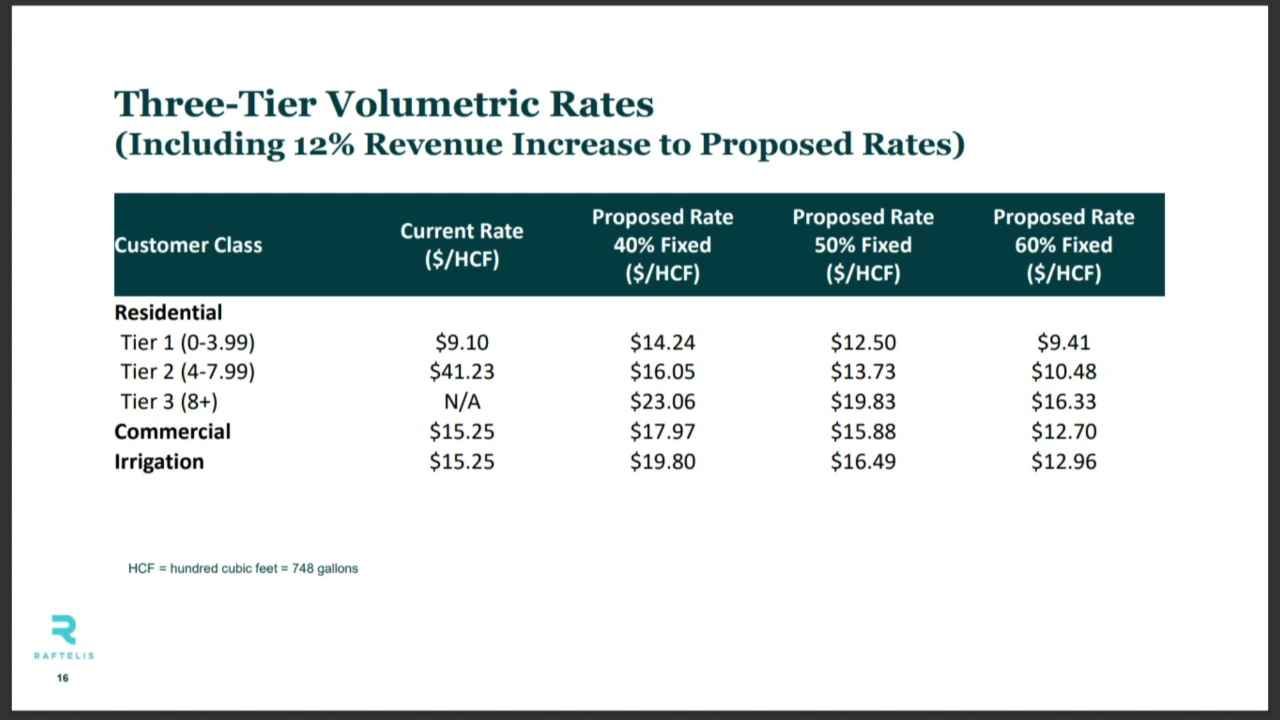 Three-Tier Volumetric Rates
(Including 12% Revenue Increase to Proposed Rates)
Customer Class Current Rate ($/HCF) Proposed Rate 40% Fixed ($/HCF) Proposed Rate 50% Fixed ($/HCF) Proposed Rate 60% Fixed ($/HCF)
Residential
Tier 1 (0-3.99) $9.10 $14.24 $12.50 $9.41
Tier 2 (4-7.99) $41.23 $16.05 $13.73 $10.48
Tier 3 (8+) N/A $23.06 $19.83 $16.33
Commercial $15.25 $17.97 $15.88 $12.70
Irrigation $15.25 $19.80 $16.49 $12.96
HCF = hundred cubic feet = 748 gallons
RAFTELIS
16